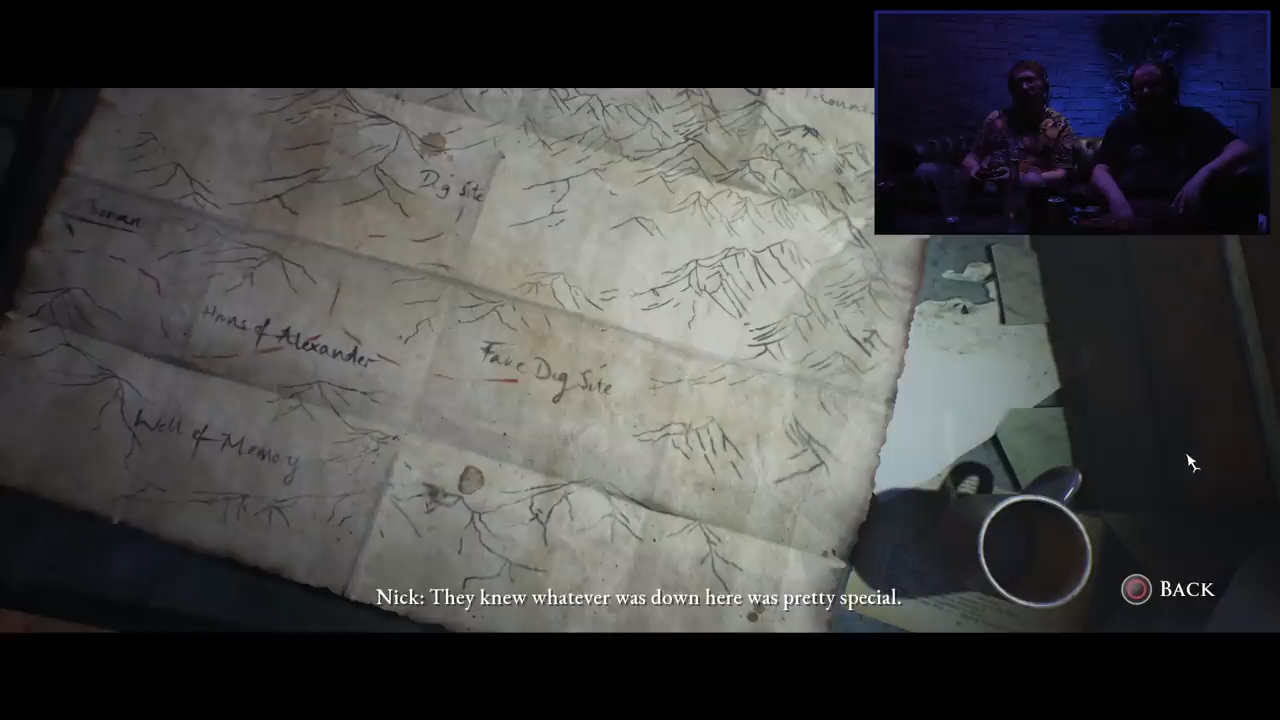 Dig Site
Horns of Alexander
Fake Dig Site
Well of Memory
Nick: They knew whatever was down here was pretty special.
BACK